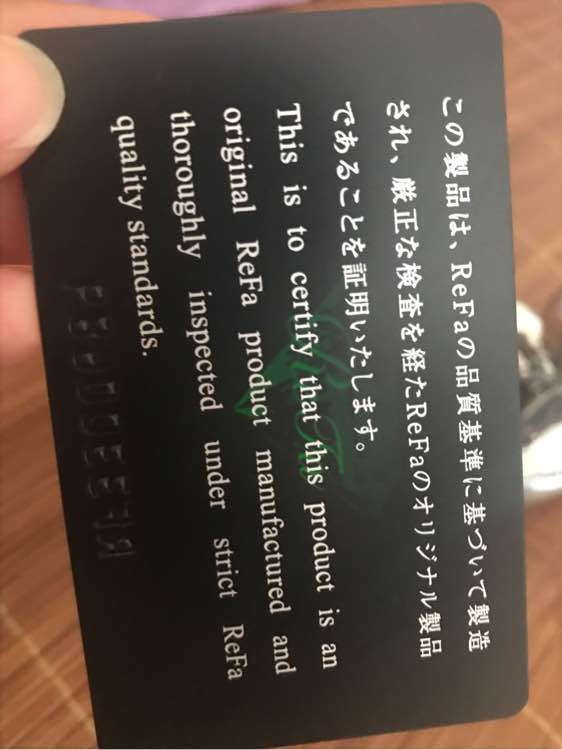 この製品は、ReFaの品質基準に基づいて製造
され、厳正な検査を経たReFaのオリジナル製品
であることを証明いたします。
This is to certify that this product is an
original ReFa product manufactured and
thoroughly inspected under strict ReFa
quality standards.